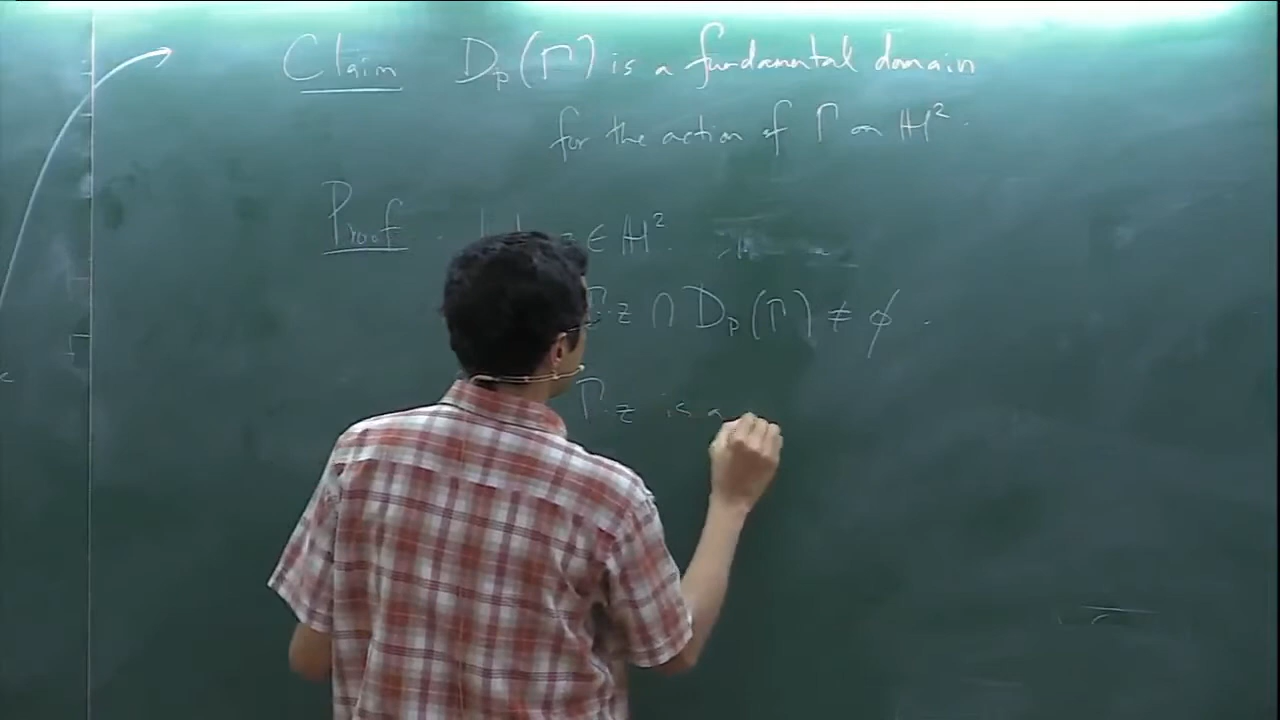 Claim D_p(Γ) is a fundamental domain
for the action of Γ on ℍ².
Proof. z ∈ ℍ².
Γ·z ∩ D_p(Γ) ≠ φ.
Γ·z is a